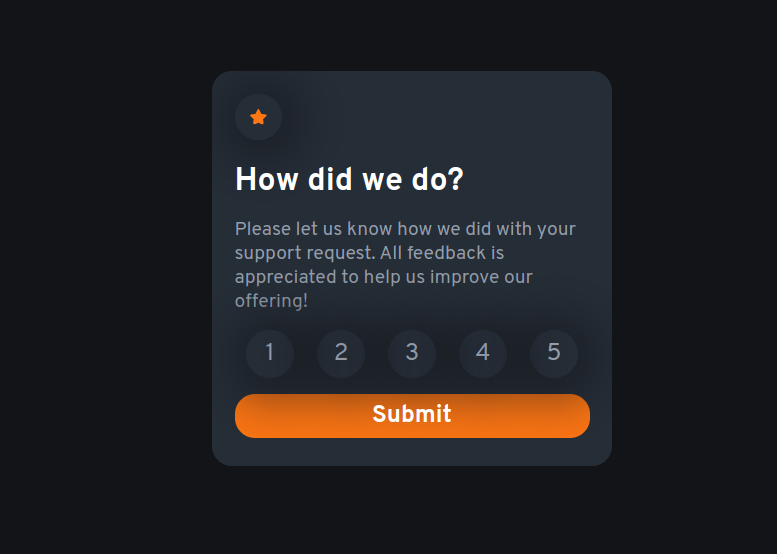 How did we do?
Please let us know how we did with your
support request. All feedback is
appreciated to help us improve our
offering!
1 2 3 4 5
Submit